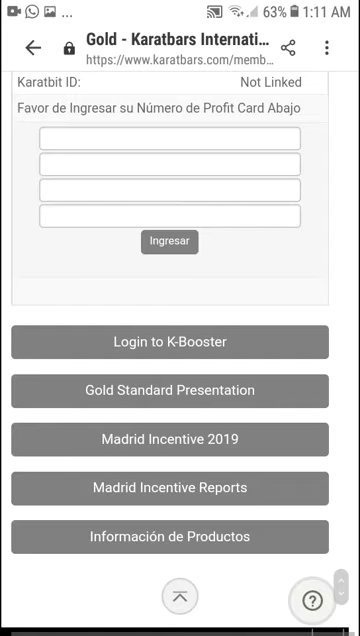 ... 63% 1:11 AM
Gold - Karatbars Internati...
https://www.karatbars.com/memb...
Karatbit ID: Not Linked
Favor de Ingresar su Número de Profit Card Abajo
Ingresar
Login to K-Booster
Gold Standard Presentation
Madrid Incentive 2019
Madrid Incentive Reports
Información de Productos
?